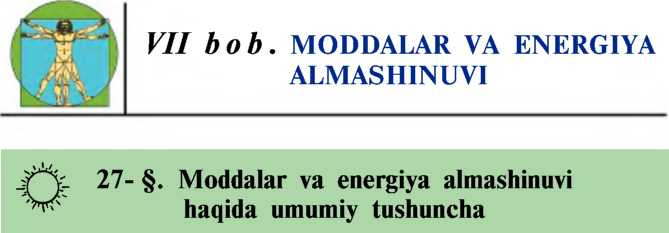 VII bob. MODDALAR VA ENERGIYA
ALMASHINUVI
27- §. Moddalar va energiya almashinuvi
haqida umumiy tushuncha